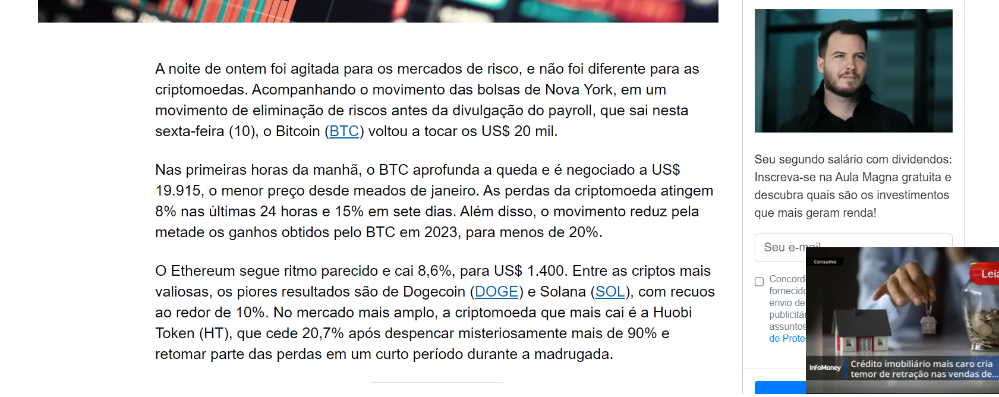 A noite de ontem foi agitada para os mercados de risco, e não foi diferente para as
criptomoedas. Acompanhando o movimento das bolsas de Nova York, em um
movimento de eliminação de riscos antes da divulgação do payroll, que sai nesta
sexta-feira (10), o Bitcoin (BTC) voltou a tocar os US$ 20 mil.
Nas primeiras horas da manhã, o BTC aprofunda a queda e é negociado a US$
19.915, o menor preço desde meados de janeiro. As perdas da criptomoeda atingem
8% nas últimas 24 horas e 15% em sete dias. Além disso, o movimento reduz pela
metade os ganhos obtidos pelo BTC em 2023, para menos de 20%.
O Ethereum segue ritmo parecido e cai 8,6%, para US$ 1.400. Entre as criptos mais
valiosas, os piores resultados são de Dogecoin (DOGE) e Solana (SOL), com recuos
ao redor de 10%. No mercado mais amplo, a criptomoeda que mais cai é a Huobi
Token (HT), que cede 20,7% após despencar misteriosamente mais de 90% e
retomar parte das perdas em um curto período durante a madrugada.
Seu segundo salário com dividendos:
Inscreva-se na Aula Magna gratuita e
descubra quais são os investimentos
que mais geram renda!
Seu e-mail
Concord
fornecido
envio de
publicitár
assuntos
de Prote
Consumo
Leia
InfoMoney
Crédito imobiliário mais caro cria
temor de retração nas vendas de...